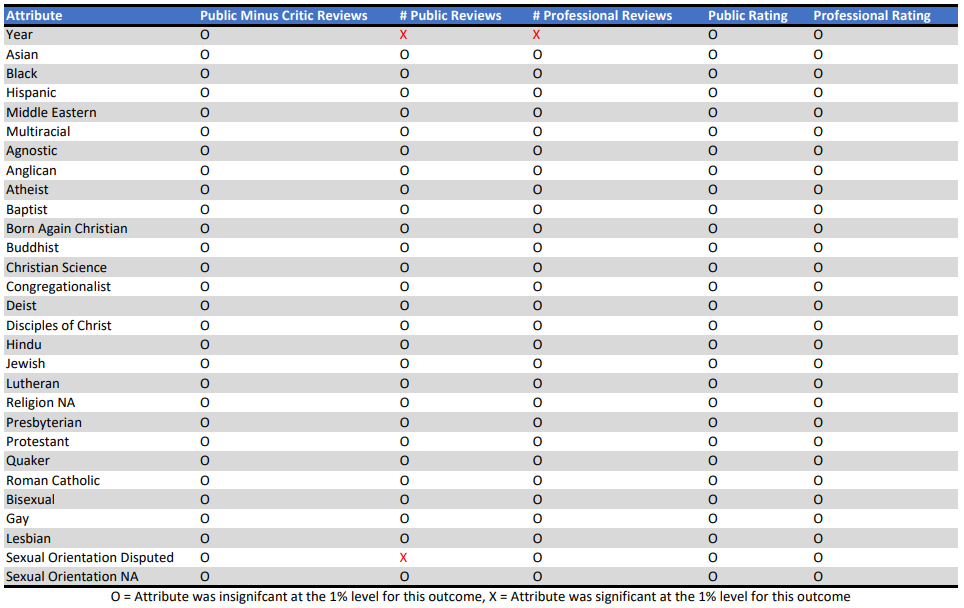 Attribute Public Minus Critic Reviews # Public Reviews # Professional Reviews Public Rating Professional Rating
Year O X X O O
Asian O O O O O
Black O O O O O
Hispanic O O O O O
Middle Eastern O O O O O
Multiracial O O O O O
Agnostic O O O O O
Anglican O O O O O
Atheist O O O O O
Baptist O O O O O
Born Again Christian O O O O O
Buddhist O O O O O
Christian Science O O O O O
Congregationalist O O O O O
Deist O O O O O
Disciples of Christ O O O O O
Hindu O O O O O
Jewish O O O O O
Lutheran O O O O O
Religion NA O O O O O
Presbyterian O O O O O
Protestant O O O O O
Quaker O O O O O
Roman Catholic O O O O O
Bisexual O O O O O
Gay O O O O O
Lesbian O O O O O
Sexual Orientation Disputed O X O O O
Sexual Orientation NA O O O O O
O = Attribute was insignifcant at the 1% level for this outcome, X = Attribute was significant at the 1% level for this outcome